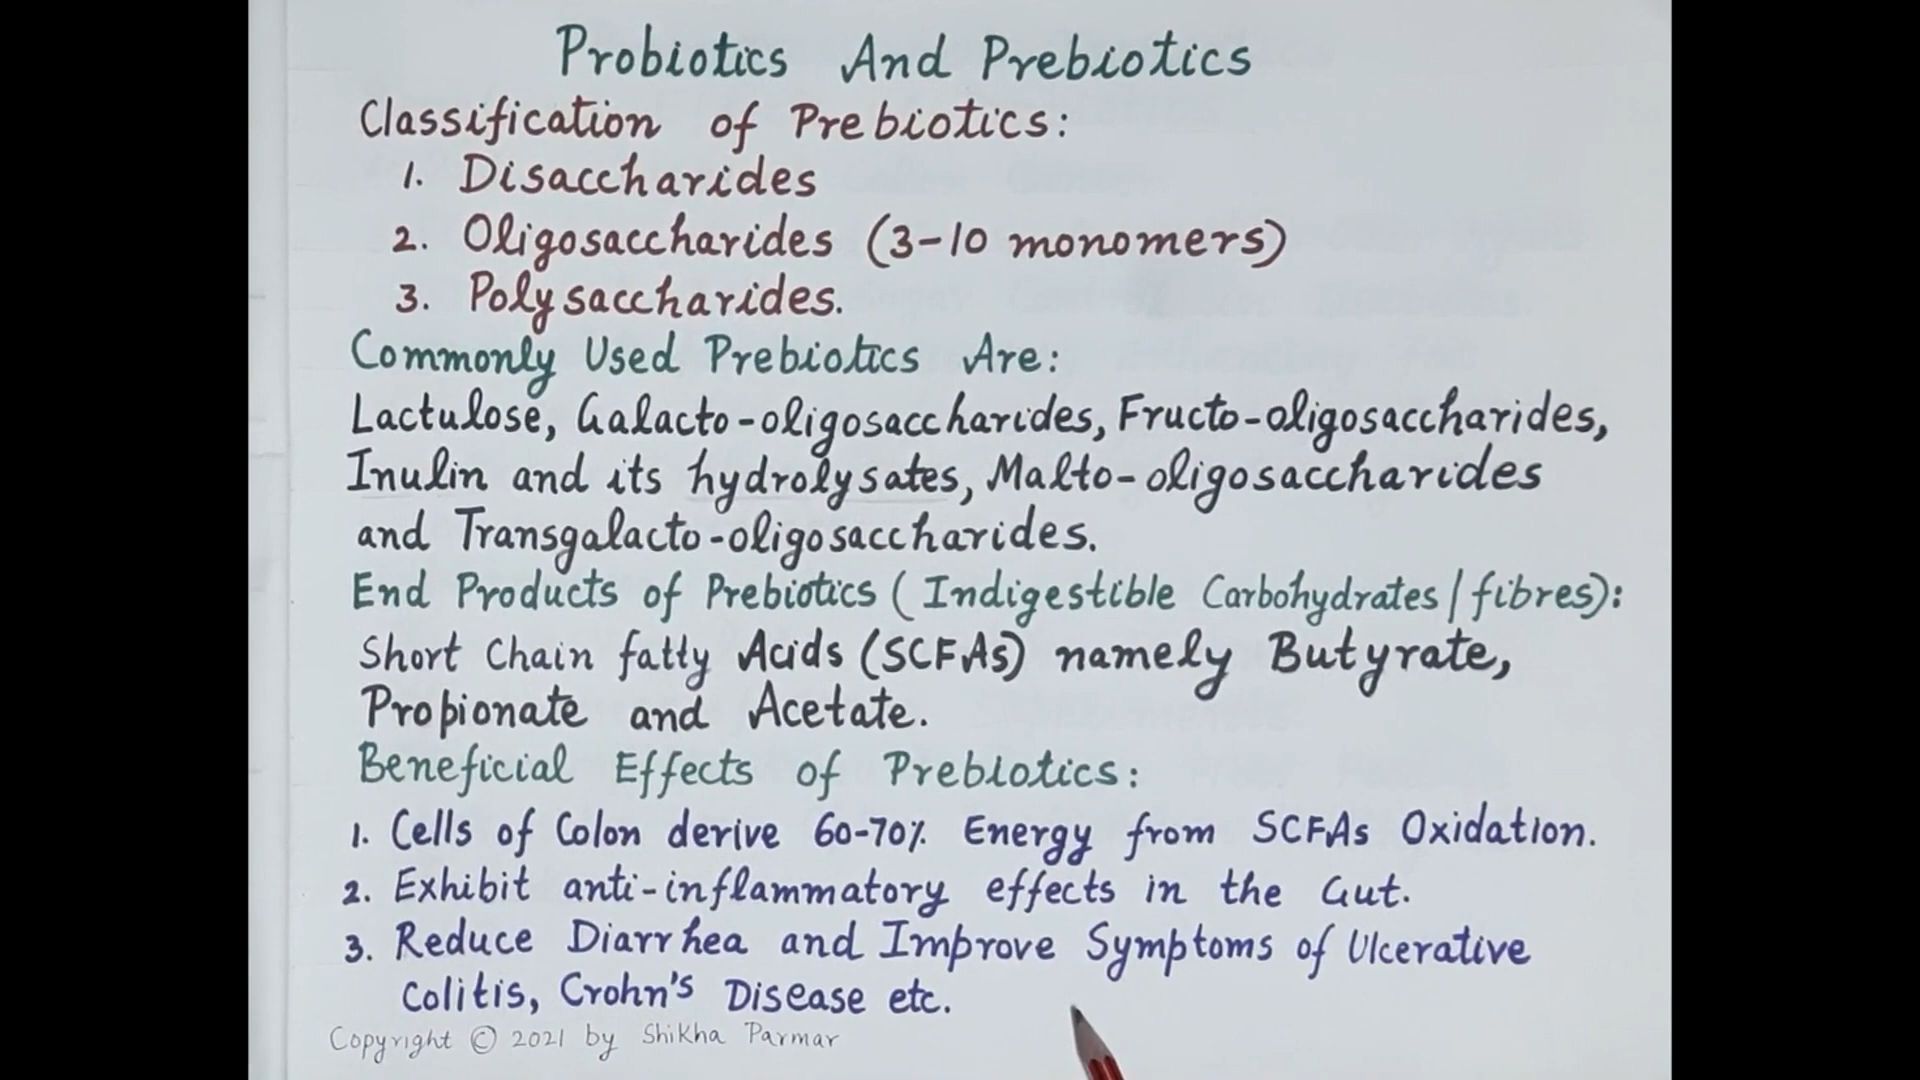 Probiotics And Prebiotics
Classification of Prebiotics:
1. Disaccharides
2. Oligosaccharides (3-10 monomers)
3. Polysaccharides.
Commonly Used Prebiotics Are:
Lactulose, Galacto-oligosaccharides, Fructo-oligosaccharides,
Inulin and its hydrolysates, Malto-oligosaccharides
and Transgalacto-oligosaccharides.
End Products of Prebiotics (Indigestible Carbohydrates/fibres):
Short Chain fatty Acids (SCFAs) namely Butyrate,
Propionate and Acetate.
Beneficial Effects of Prebiotics:
1. Cells of Colon derive 60-70% Energy from SCFAs Oxidation.
2. Exhibit anti-inflammatory effects in the Gut.
3. Reduce Diarrhea and Improve Symptoms of Ulcerative
Colitis, Crohn's Disease etc.
Copyright © 2021 by Shikha Parmar